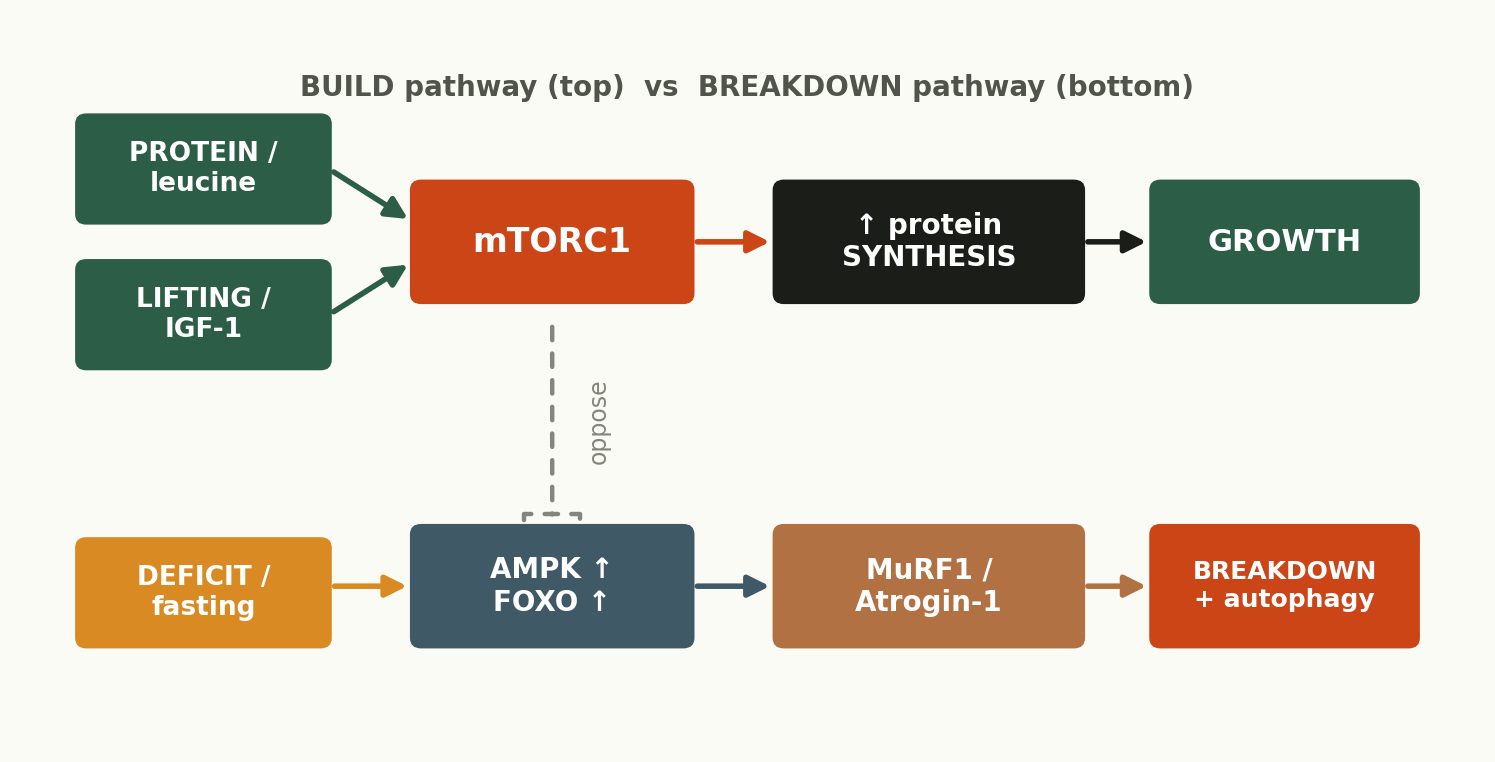 BUILD pathway (top)  vs  BREAKDOWN pathway (bottom)
PROTEIN /
leucine
LIFTING /
IGF-1
mTORC1
↑ protein
SYNTHESIS
GROWTH
oppose
DEFICIT /
fasting
AMPK ↑
FOXO ↑
MuRF1 /
Atrogin-1
BREAKDOWN
+ autophagy